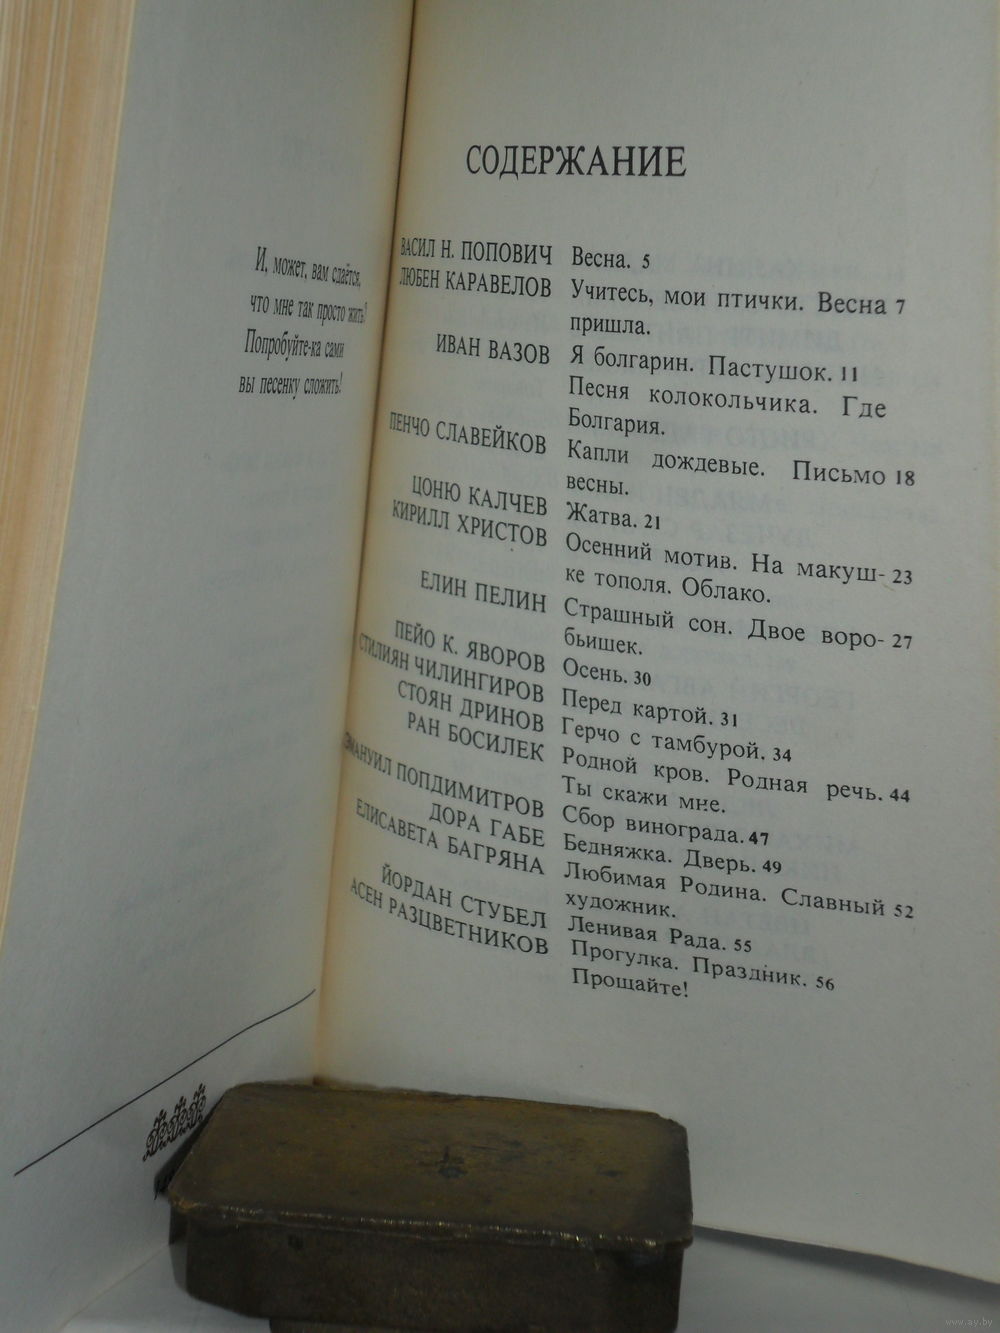 И, может, вам сдаётся,
что мне так просто жить?
Попробуйте-ка сами
вы песенку сложить!
СОДЕРЖАНИЕ
ВАСИЛ Н. ПОПОВИЧ Весна. 5
ЛЮБЕН КАРАВЕЛОВ Учитесь, мои птички. Весна 7
пришла.
ИВАН ВАЗОВ Я болгарин. Пастушок. 11
Песня колокольчика. Где
Болгария.
ПЕНЧО СЛАВЕЙКОВ Капли дождевые. Письмо 18
весны.
ЦОНЮ КАЛЧЕВ Жатва. 21
КИРИЛЛ ХРИСТОВ Осенний мотив. На макуш- 23
ке тополя. Облако.
ЕЛИН ПЕЛИН Страшный сон. Двое воро- 27
бьишек.
ПЕЙО К. ЯВОРОВ Осень. 30
СТИЛИЯН ЧИЛИНГИРОВ Перед картой. 31
СТОЯН ДРИНОВ Герчо с тамбурой. 34
РАН БОСИЛЕК Родной кров. Родная речь. 44
Ты скажи мне.
ЭМАНУИЛ ПОПДИМИТРОВ Сбор винограда. 47
ДОРА ГАБЕ Бедняжка. Дверь. 49
ЕЛИСАВЕТА БАГРЯНА Любимая Родина. Славный 52
художник.
ЙОРДАН СТУБЕЛ Ленивая Рада. 55
АСЕН РАЗЦВЕТНИКОВ Прогулка. Праздник. 56
Прощайте!
www.ay.by